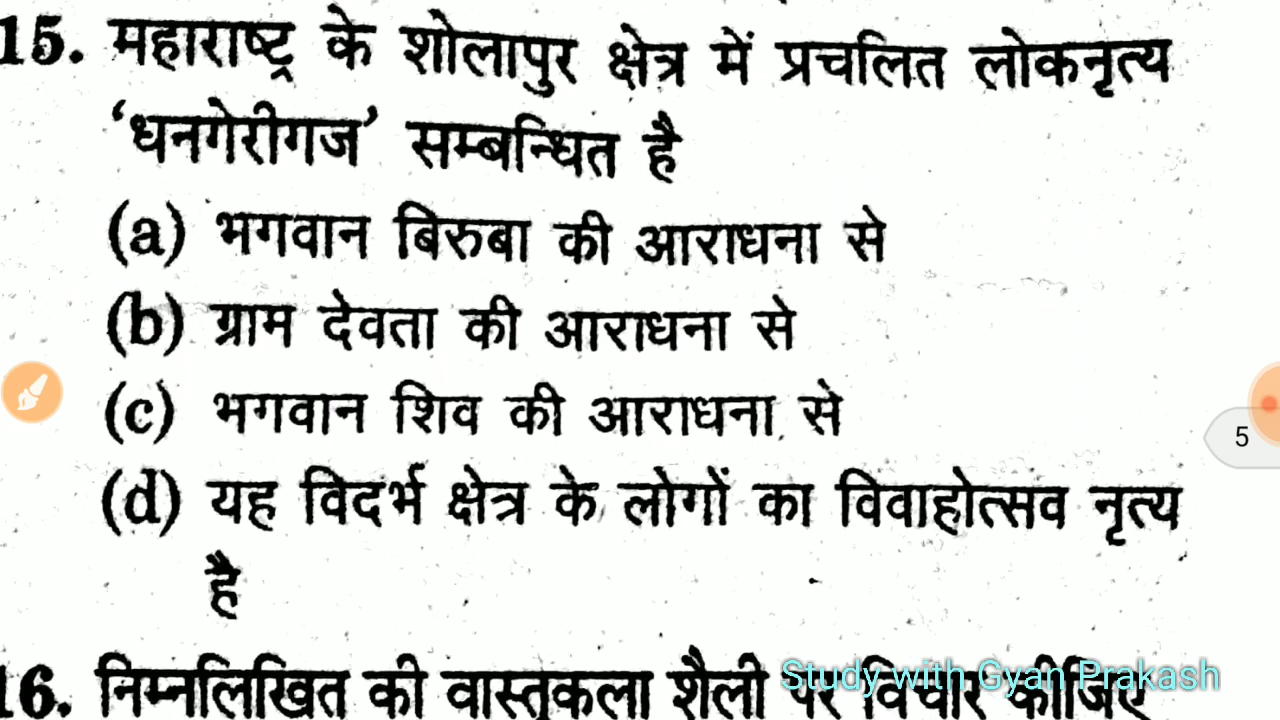 15. महाराष्ट्र के शोलापुर क्षेत्र में प्रचलित लोकनृत्य
‘धनगेरीगज’ सम्बन्धित है
(a) भगवान बिरुबा की आराधना से
(b) ग्राम देवता की आराधना से
(c) भगवान शिव की आराधना से
(d) यह विदर्भ क्षेत्र के लोगों का विवाहोत्सव नृत्य
है
5
16. निम्नलिखित की वास्तुकला शैली पर विचार कीजिए
Study with Gyan Prakash